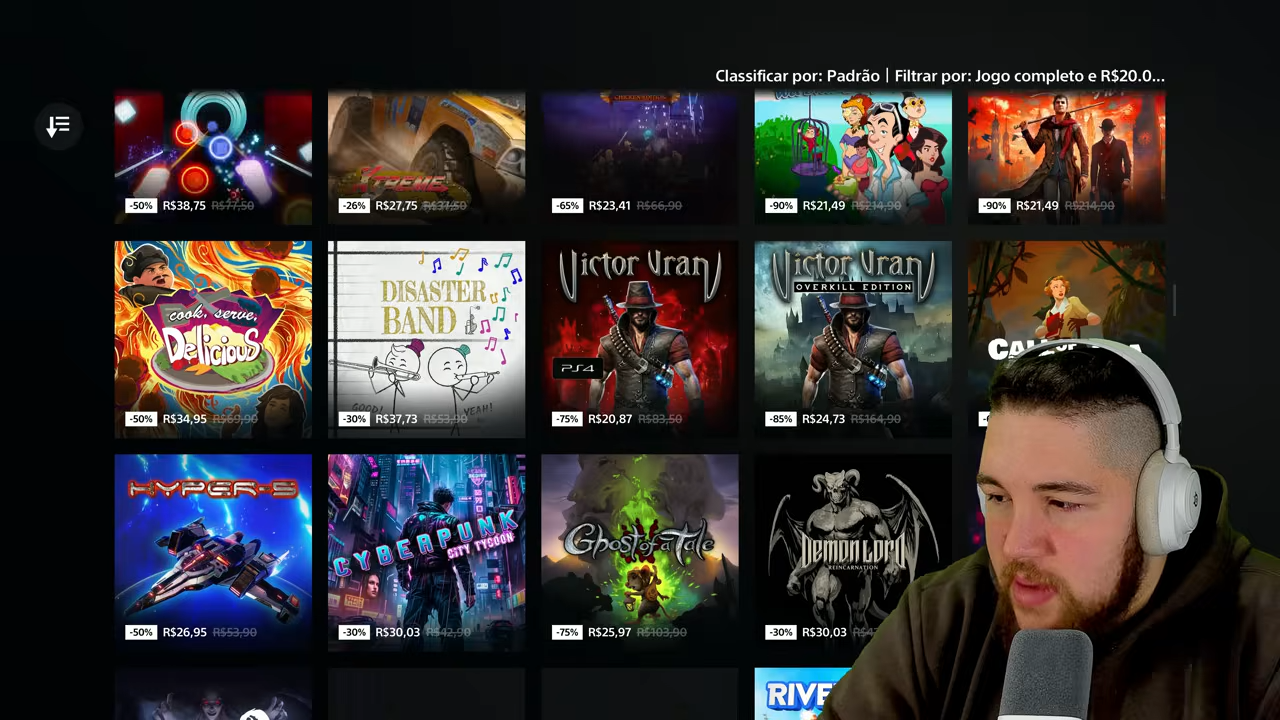 Classificar por: Padrão | Filtrar por: Jogo completo e R$20.0...
XTREME
-50% R$38,75 R$77,50
-26% R$27,75 R$37,50
-65% R$23,41 R$66,90
-90% R$21,49 R$214,90
-90% R$21,49 R$214,90
cook, serve,
Delicious
DISASTER
BAND
GOOD!
YEAH!
Victor Vran
PS4
Victor Vran
OVERKILL EDITION
-50% R$34,95 R$69,90
-30% R$37,73 R$53,90
-75% R$20,87 R$83,50
-85% R$24,73 R$164,90
HYPER-5
CYBERPUNK
CITY TYCOON
Ghost of a Tale
DEMON LORD
REINCARNATION
-50% R$26,95 R$53,90
-30% R$30,03 R$42,90
-75% R$25,97 R$103,90
-30% R$30,03